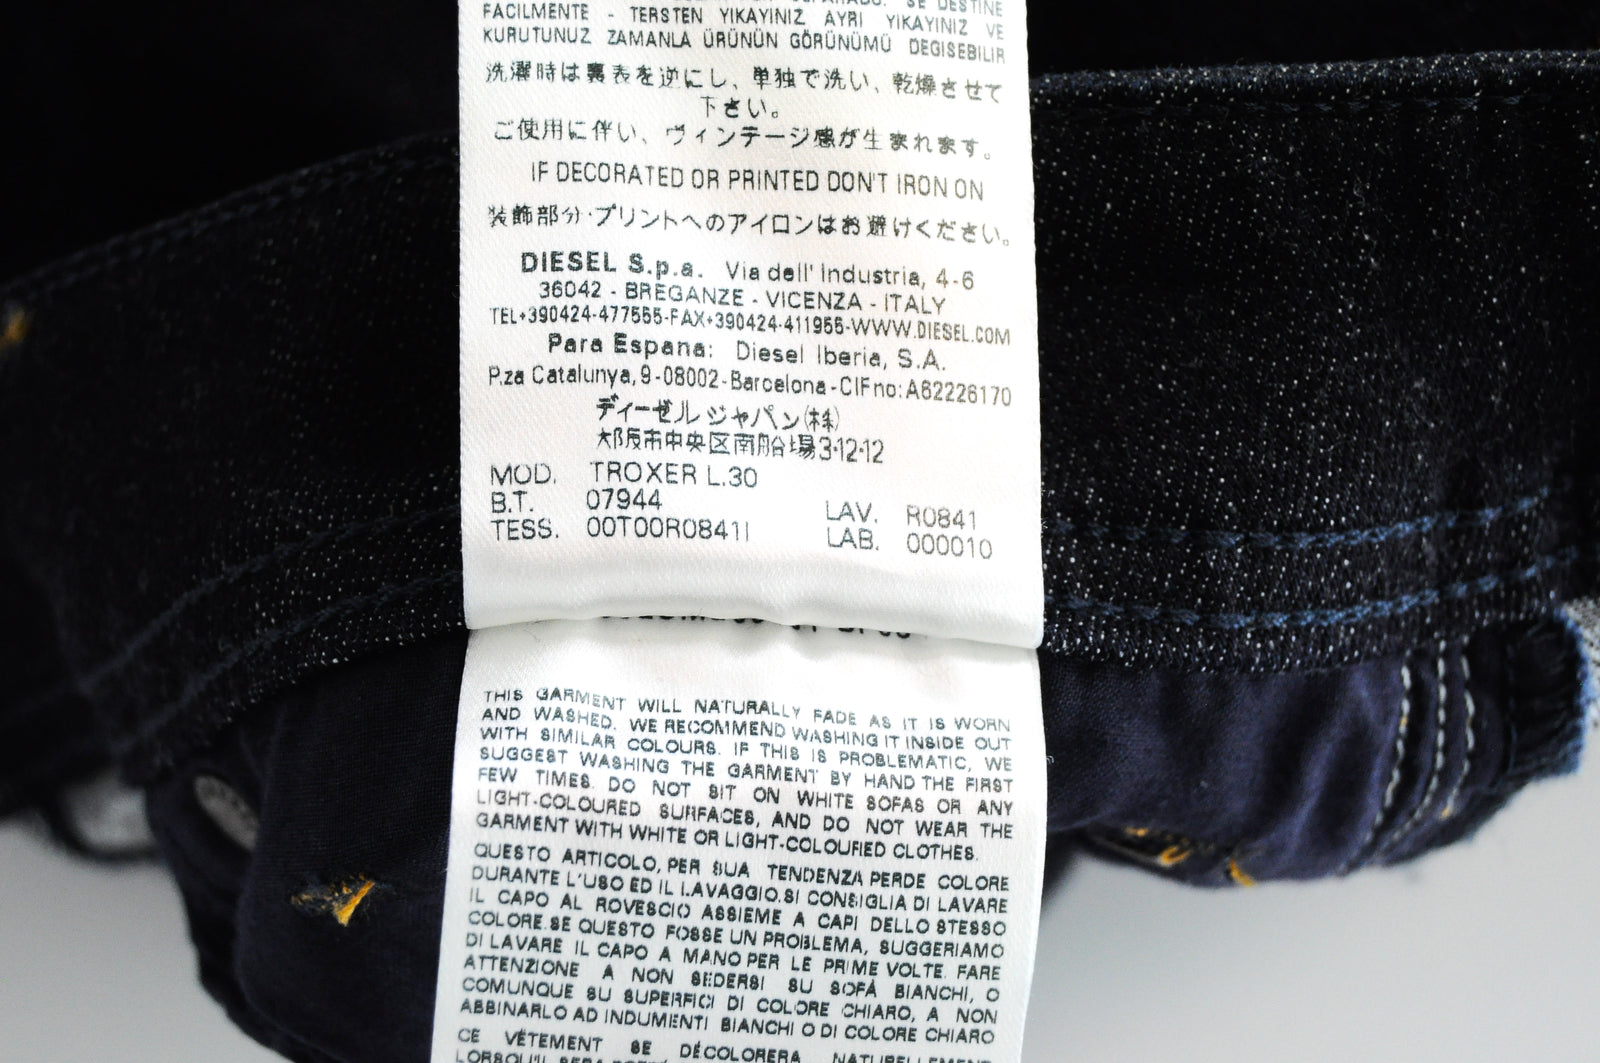 SE DESTINE
FACILMENTE - TERSTEN YIKAYINIZ AYRI YIKAYINIZ VE
KURUTUNUZ ZAMANLA ÜRÜNÜN GÖRÜNÜMÜ DEGISEBILIR
洗濯時は裏表を逆にし、単独で洗い、乾燥させて
下さい。
ご使用に伴い、ヴィンテージ感が生まれます。
IF DECORATED OR PRINTED DON'T IRON ON
装飾部分・プリントへのアイロンはお避けください。
DIESEL S.p.a. Via dell' Industria, 4-6
36042 - BREGANZE - VICENZA - ITALY
TEL+390424-477555-FAX+390424-411955-WWW.DIESEL.COM
Para Espana: Diesel Iberia, S.A.
P.za Catalunya,9-08002-Barcelona-CIFno:A62226170
ディーゼル ジャパン(株)
大阪市中央区南船場3-12-12
MOD. TROXER L.30
B.T. 07944
LAV. R0841
TESS. 00T00R0841I
LAB. 000010
THIS GARMENT WILL NATURALLY FADE AS IT IS WORN
AND WASHED. WE RECOMMEND WASHING IT INSIDE OUT
WITH SIMILAR COLOURS. IF THIS IS PROBLEMATIC, WE
SUGGEST WASHING THE GARMENT BY HAND THE FIRST
FEW TIMES. DO NOT SIT ON WHITE SOFAS OR ANY
LIGHT-COLOURED SURFACES, AND DO NOT WEAR THE
GARMENT WITH WHITE OR LIGHT-COLOURED CLOTHES.
QUESTO ARTICOLO, PER SUA TENDENZA PERDE COLORE
DURANTE L'USO ED IL LAVAGGIO.SI CONSIGLIA DI LAVARE
IL CAPO AL ROVESCIO ASSIEME A CAPI DELLO STESSO
COLORE.SE QUESTO FOSSE UN PROBLEMA, SUGGERIAMO
DI LAVARE IL CAPO A MANO PER LE PRIME VOLTE. FARE
ATTENZIONE A NON SEDERSI SU SOFÀ BIANCHI, O
COMUNQUE SU SUPERFICI DI COLORE CHIARO, A NON
ABBINARLO AD INDUMENTI BIANCHI O DI COLORE CHIARO
CE VÊTEMENT SE DÉCOLORERA NATURELLEMENT
LORSQU'IL SERA